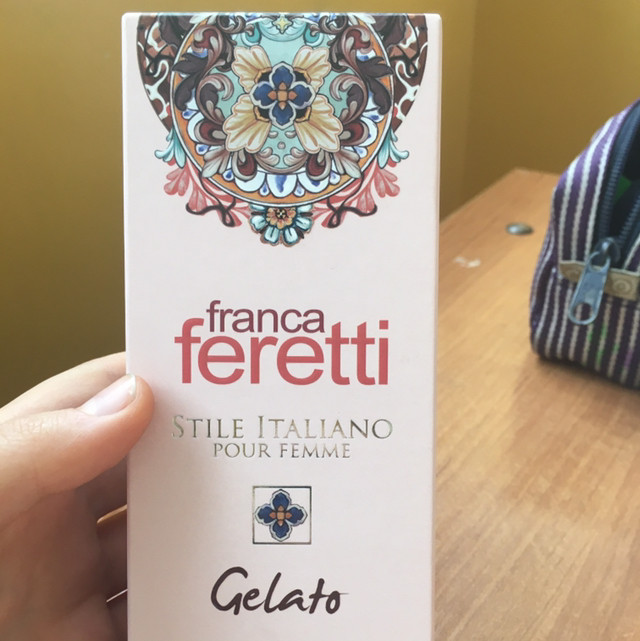 franca
feretti
STILE ITALIANO
POUR FEMME
Gelato